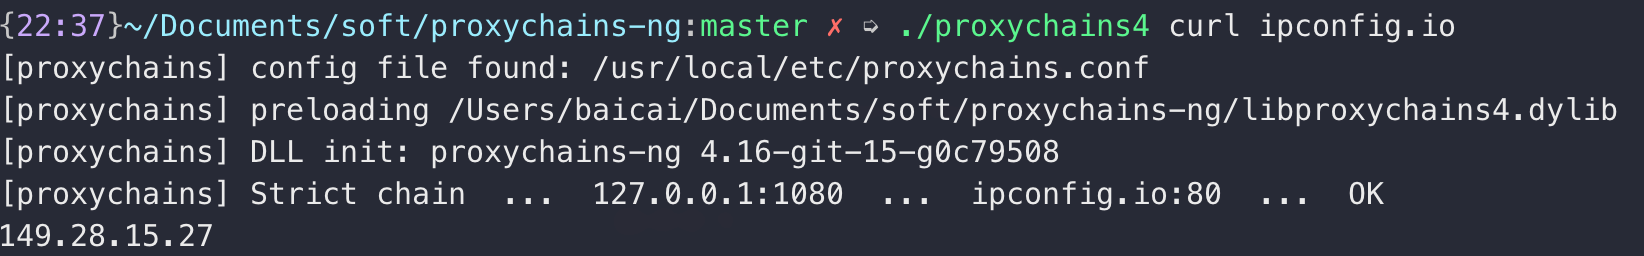 {22:37}~/Documents/soft/proxychains-ng:master ✗ ➭ ./proxychains4 curl ipconfig.io
[proxychains] config file found: /usr/local/etc/proxychains.conf
[proxychains] preloading /Users/baicai/Documents/soft/proxychains-ng/libproxychains4.dylib
[proxychains] DLL init: proxychains-ng 4.16-git-15-g0c79508
[proxychains] Strict chain  ...  127.0.0.1:1080  ...  ipconfig.io:80  ...  OK
149.28.15.27